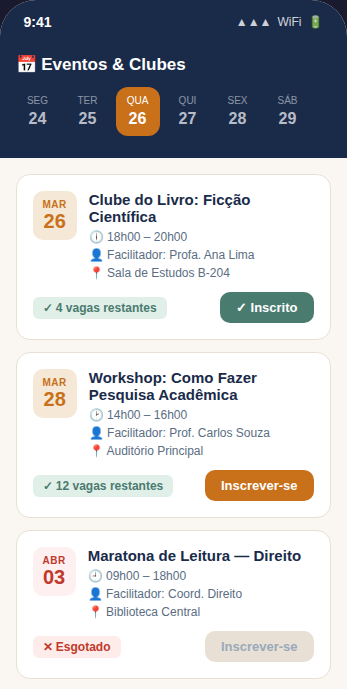 9:41
WiFi
Eventos & Clubes
SEG TER QUA QUI SEX SÁB
24 25 26 27 28 29
MAR
26
Clube do Livro: Ficção
Científica
18h00 – 20h00
Facilitador: Profa. Ana Lima
Sala de Estudos B-204
✓ 4 vagas restantes
✓ Inscrito
MAR
28
Workshop: Como Fazer
Pesquisa Acadêmica
14h00 – 16h00
Facilitador: Prof. Carlos Souza
Auditório Principal
✓ 12 vagas restantes
Inscrever-se
ABR
03
Maratona de Leitura — Direito
09h00 – 18h00
Facilitador: Coord. Direito
Biblioteca Central
✕ Esgotado
Inscrever-se